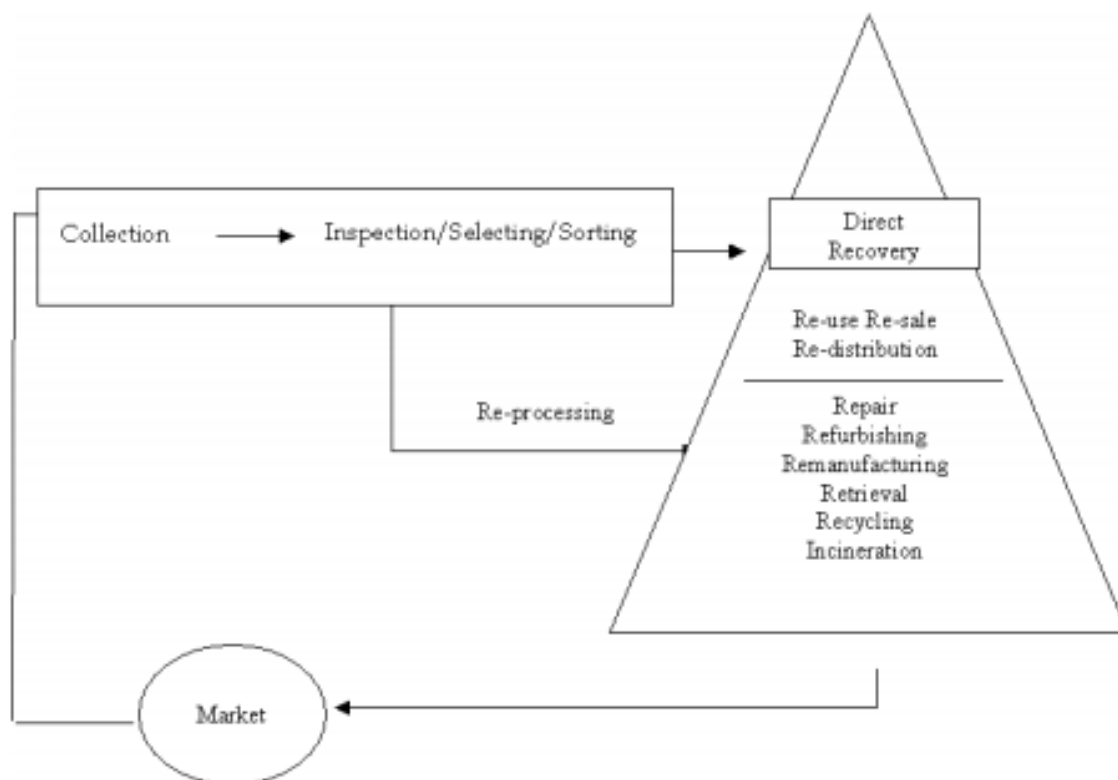 Collection
Inspection/Selecting/Sorting
Direct
Recovery
Re-use Re-sale
Re-distribution
Re-processing
Repair
Refurbishing
Remanufacturing
Retrieval
Recycling
Incineration
Market